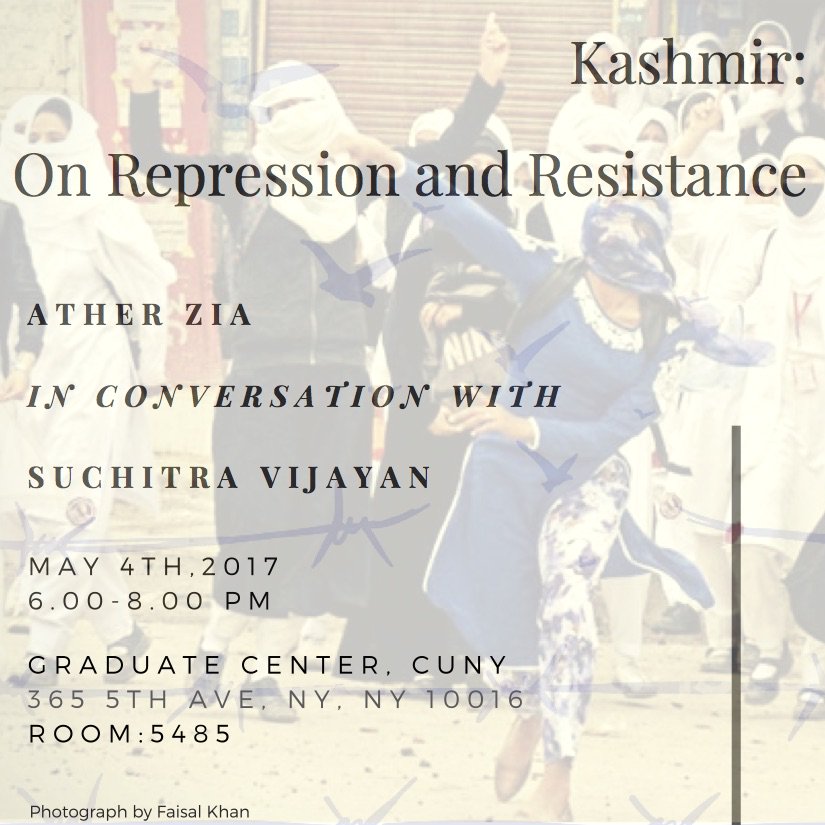 Kashmir:
On Repression and Resistance
ATHER ZIA
IN CONVERSATION WITH
SUCHITRA VIJAYAN
MAY 4TH,2017
6.00-8.00 PM
GRADUATE CENTER, CUNY
365 5TH AVE, NY, NY 10016
ROOM:5485
Photograph by Faisal Khan